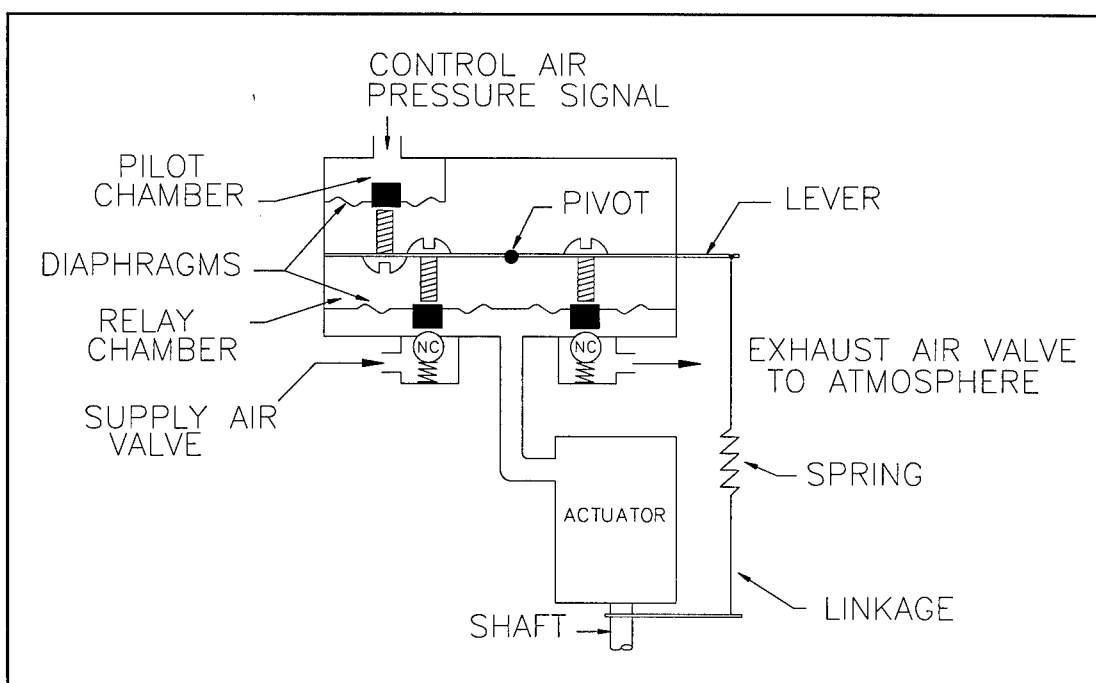 CONTROL AIR
PRESSURE SIGNAL
PILOT
CHAMBER
PIVOT
LEVER
DIAPHRAGMS
RELAY
CHAMBER
NC
NC
EXHAUST AIR VALVE
TO ATMOSPHERE
SUPPLY AIR
VALVE
SPRING
ACTUATOR
LINKAGE
SHAFT